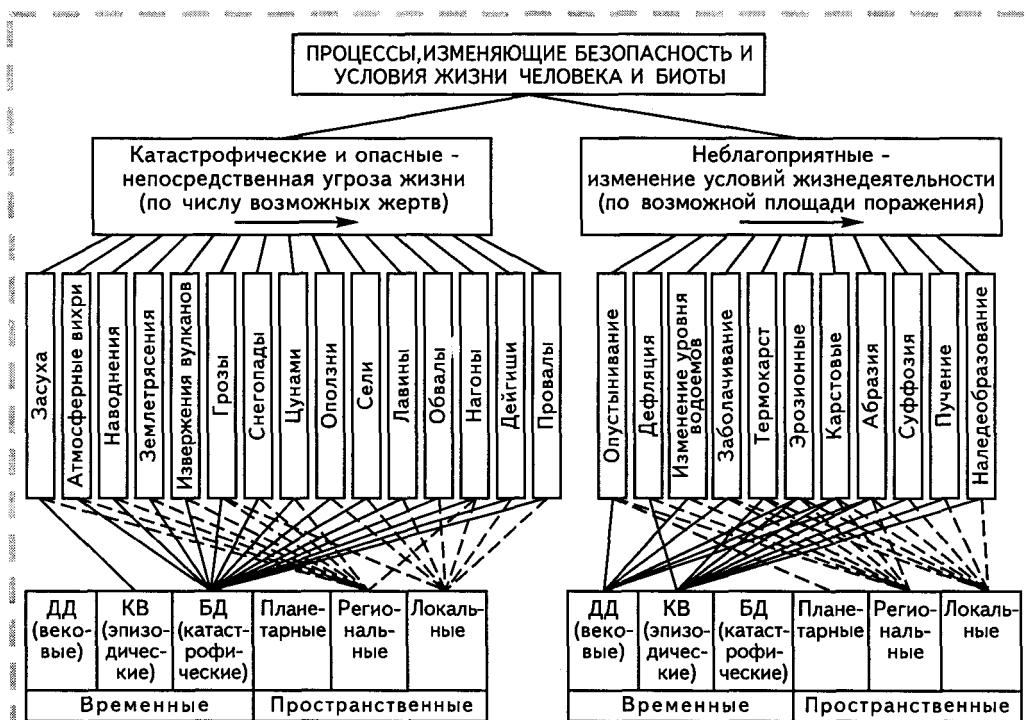 ПРОЦЕССЫ,ИЗМЕНЯЮЩИЕ БЕЗОПАСНОСТЬ И
УСЛОВИЯ ЖИЗНИ ЧЕЛОВЕКА И БИОТЫ
Катастрофические и опасные -
непосредственная угроза жизни
(по числу возможных жертв)
Неблагоприятные -
изменение условий жизнедеятельности
(по возможной площади поражения)
Засуха
Атмосферные вихри
Наводнения
Землетрясения
Извержения вулканов
Грозы
Снегопады
Цунами
Оползни
Сели
Лавины
Обвалы
Нагоны
Дейгиши
Провалы
Опустынивание
Дефляция
Изменение уровня
водоемов
Заболачивание
Термокарст
Эрозионные
Карстовые
Абразия
Суффозия
Пучение
Наледеобразование
ДД
(веко-
вые)
КВ
(эпизо-
дичес-
кие)
БД
(катаст-
рофи-
ческие)
Плане-
тарные
Регио-
наль-
ные
Локаль-
ные
Временные
Пространственные
ДД
(веко-
вые)
КВ
(эпизо-
дичес-
кие)
БД
(катаст-
рофи-
ческие)
Плане-
тарные
Регио-
наль-
ные
Локаль-
ные
Временные
Пространственные